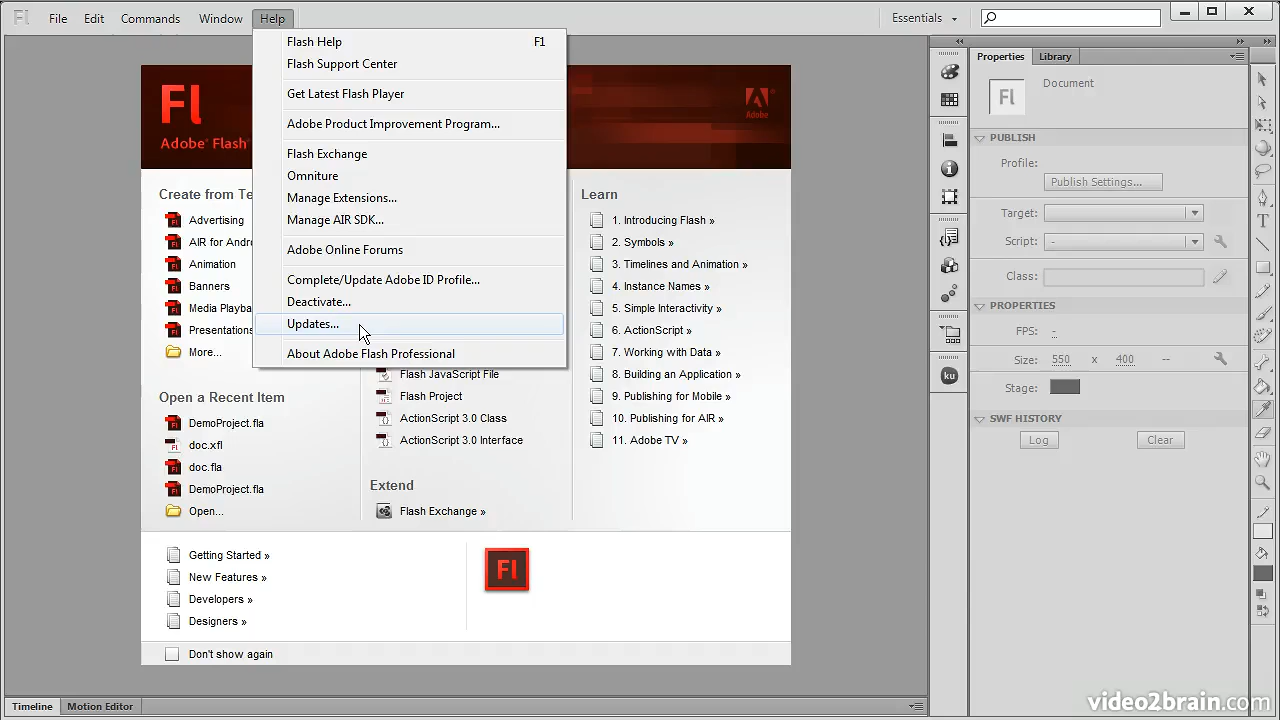 Fl File Edit Commands Window Help Essentials
Flash Help F1
Flash Support Center
Get Latest Flash Player
Adobe Product Improvement Program...
Flash Exchange
Omniture
Manage Extensions...
Manage AIR SDK...
Adobe Online Forums
Complete/Update Adobe ID Profile...
Deactivate...
Updates...
About Adobe Flash Professional
Fl
Adobe® Flash®
Adobe
Create from Te
Advertising
AIR for Andr
Animation
Banners
Media Playba
Presentations
More...
Open a Recent Item
DemoProject.fla
doc.xfl
doc.fla
DemoProject.fla
Open...
Flash JavaScript File
Flash Project
ActionScript 3.0 Class
ActionScript 3.0 Interface
Extend
Flash Exchange »
Learn
1. Introducing Flash »
2. Symbols »
3. Timelines and Animation »
4. Instance Names »
5. Simple Interactivity »
6. ActionScript »
7. Working with Data »
8. Building an Application »
9. Publishing for Mobile »
10. Publishing for AIR »
11. Adobe TV »
Getting Started »
New Features »
Developers »
Designers »
Fl
Don't show again
Timeline Motion Editor
ku
Properties Library
Fl
Document
PUBLISH
Profile:
Publish Settings...
Target:
Script: -
Class:
PROPERTIES
FPS: -
Size: 550 x 400 --
Stage:
SWF HISTORY
Log Clear
T
video2brain.com